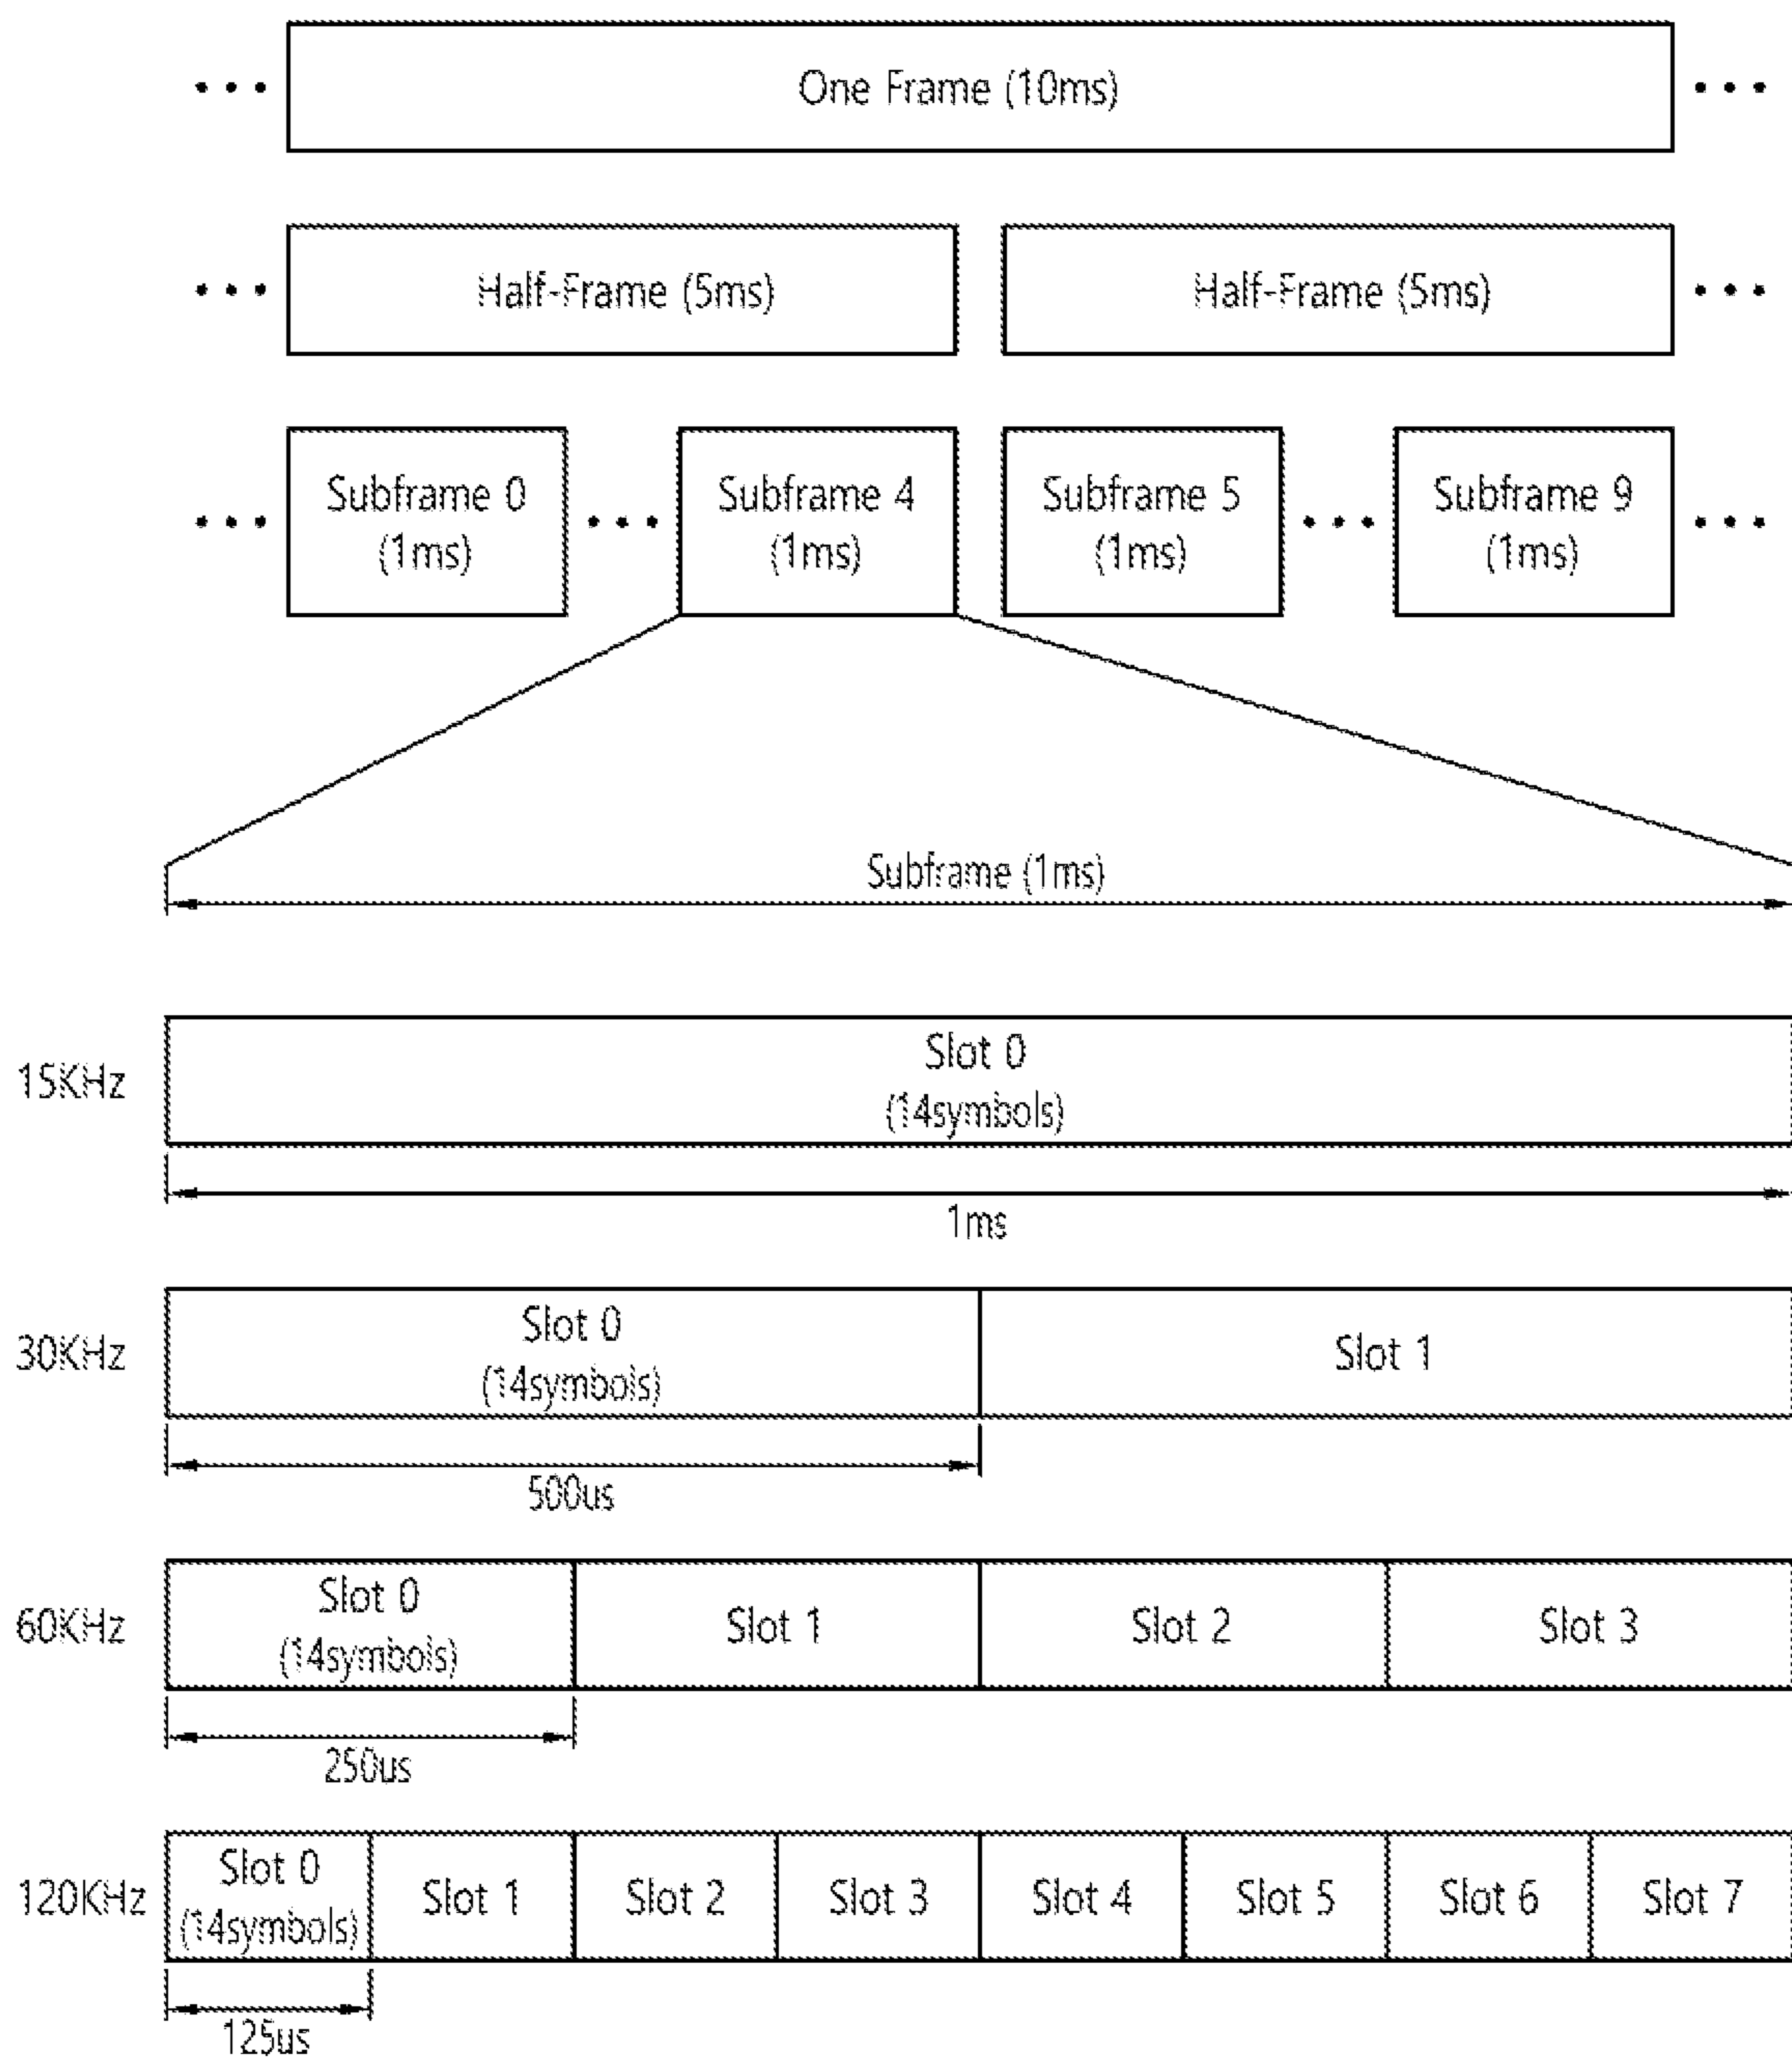 One Frame (10ms)
Half-Frame (5ms) Half-Frame (5ms)
Subframe 0 Subframe 4 Subframe 5 Subframe 9
(1ms) (1ms) (1ms) (1ms)
Subframe (1ms)
15KHz
Slot 0
(14symbols)
1ms
30KHz
Slot 0
(14symbols)
Slot 1
500us
60KHz
Slot 0
(14symbols)
Slot 1
Slot 2
Slot 3
250us
120KHz
Slot 0
(14symbols)
Slot 1
Slot 2
Slot 3
Slot 4
Slot 5
Slot 6
Slot 7
125us